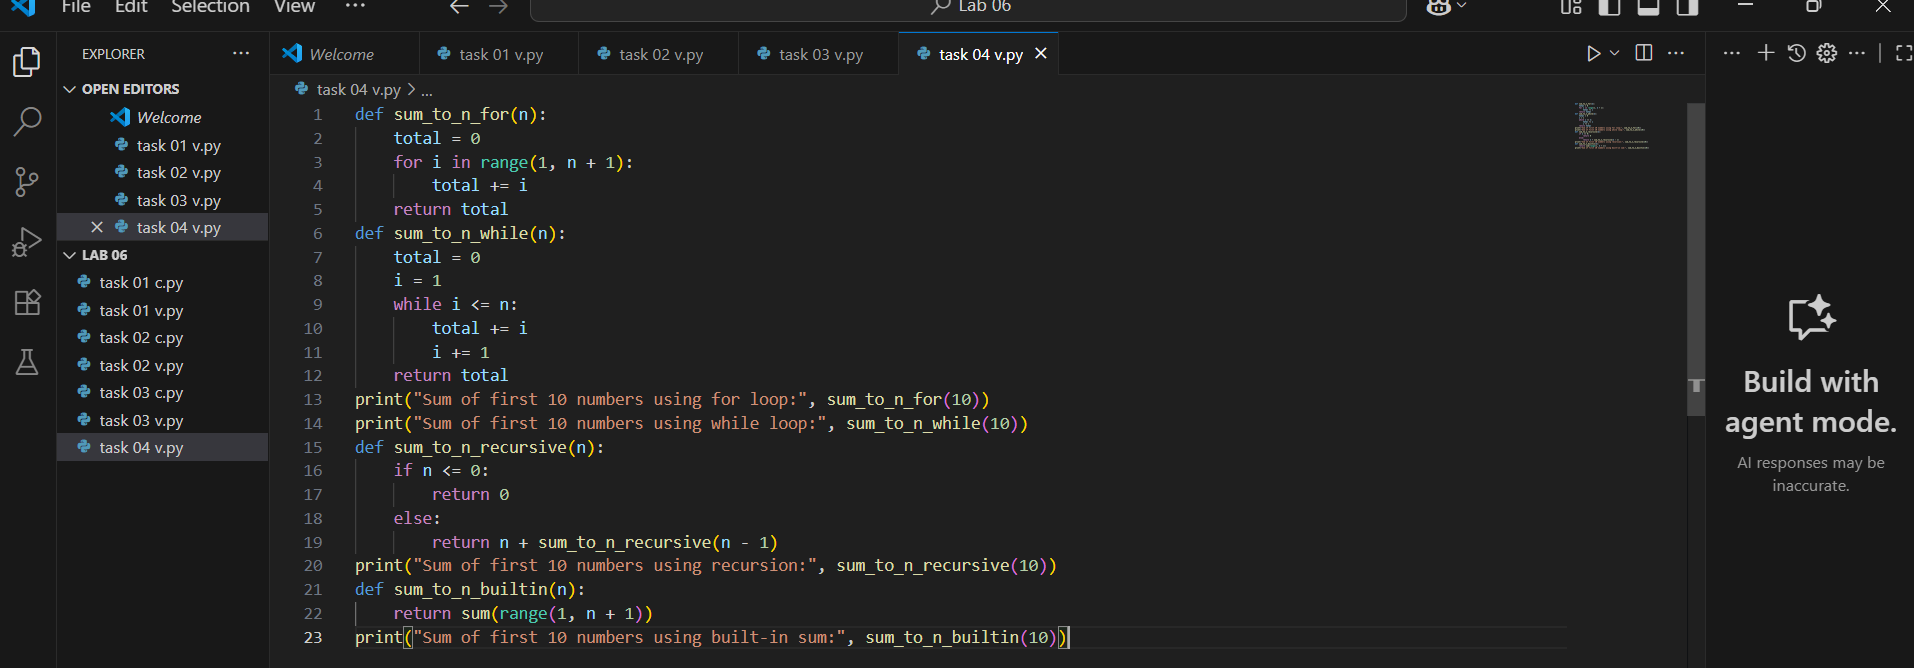 File Edit Selection View ... Lab 06
EXPLORER ...
OPEN EDITORS
Welcome
task 01 v.py
task 02 v.py
task 03 v.py
task 04 v.py
LAB 06
task 01 c.py
task 01 v.py
task 02 c.py
task 02 v.py
task 03 c.py
task 03 v.py
task 04 v.py
Welcome task 01 v.py task 02 v.py task 03 v.py task 04 v.py
task 04 v.py > ...
1 def sum_to_n_for(n):
2     total = 0
3     for i in range(1, n + 1):
4         total += i
5     return total
6 def sum_to_n_while(n):
7     total = 0
8     i = 1
9     while i <= n:
10         total += i
11         i += 1
12     return total
13 print("Sum of first 10 numbers using for loop:", sum_to_n_for(10))
14 print("Sum of first 10 numbers using while loop:", sum_to_n_while(10))
15 def sum_to_n_recursive(n):
16     if n <= 0:
17         return 0
18     else:
19         return n + sum_to_n_recursive(n - 1)
20 print("Sum of first 10 numbers using recursion:", sum_to_n_recursive(10))
21 def sum_to_n_builtin(n):
22     return sum(range(1, n + 1))
23 print("Sum of first 10 numbers using built-in sum:", sum_to_n_builtin(10))
Build with
agent mode.
AI responses may be
inaccurate.